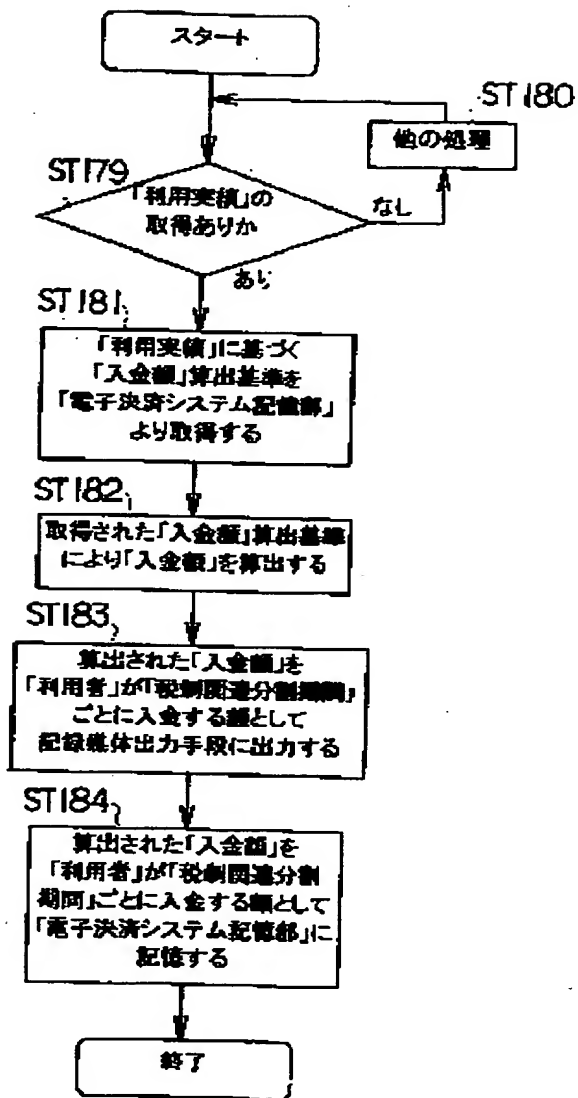 スタート
ST180
他の処理
ST179
「利用実績」の
取得ありか
なし
あり
ST181
「利用実績」に基づく
「入金額」算出基準を
「電子決済システム記憶部」
より取得する
ST182
取得された「入金額」算出基準
により「入金額」を算出する
ST183
算出された「入金額」を
「利用者」が「税制関連分割期間」
ごとに入金する額として
記録媒体出力手段に出力する
ST184
算出された「入金額」を
「利用者」が「税制関連分割
期間」ごとに入金する額として
「電子決済システム記憶部」に
記憶する
終了